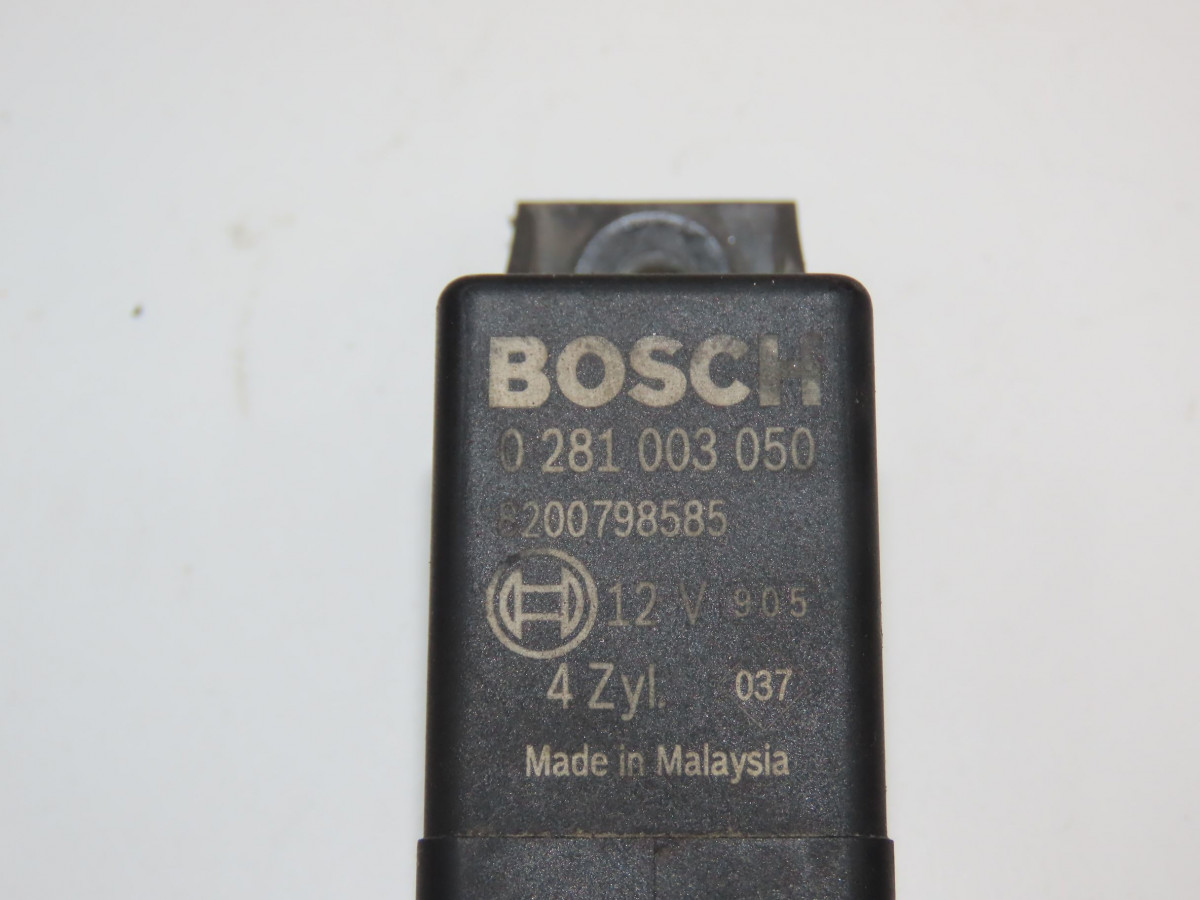 BOSCH
0 281 003 050
8200798585
12 V 905
4 Zyl. 037
Made in Malaysia